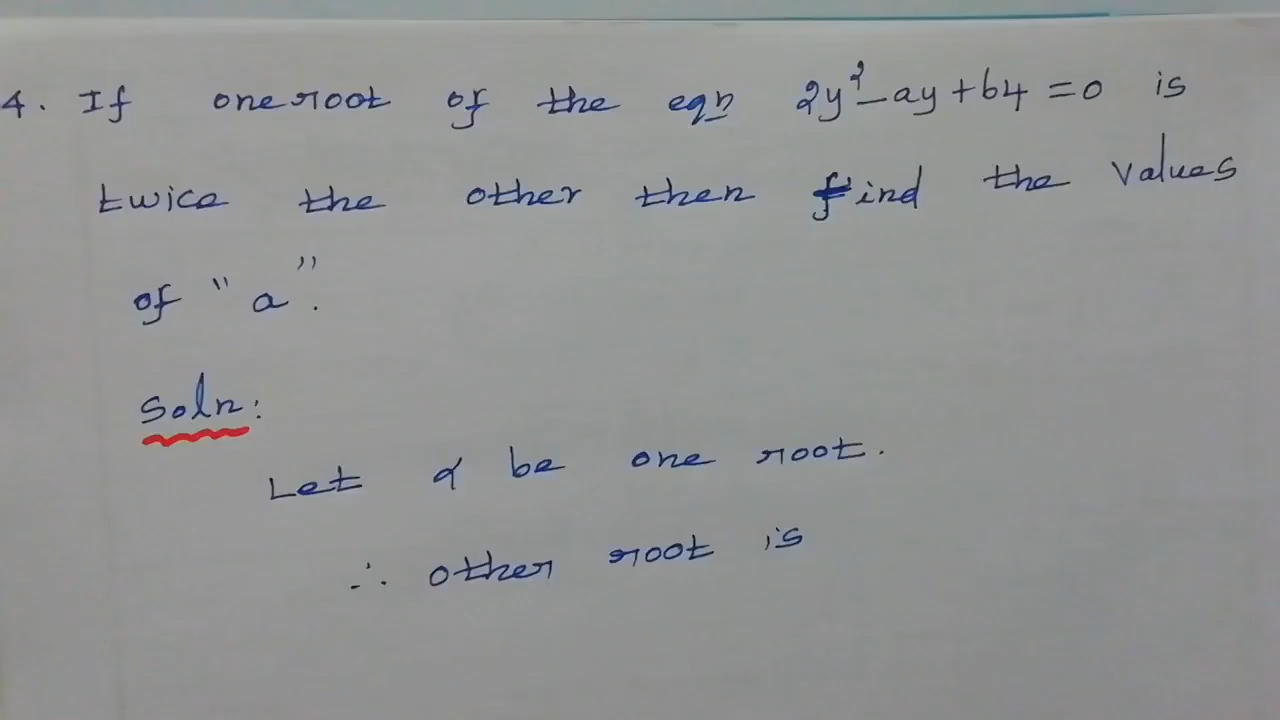 4. If one root of the eqn 2y²-ay+64=0 is
twice the other then find the values
of "a".
Soln:
Let α be one root.
∴ other root is